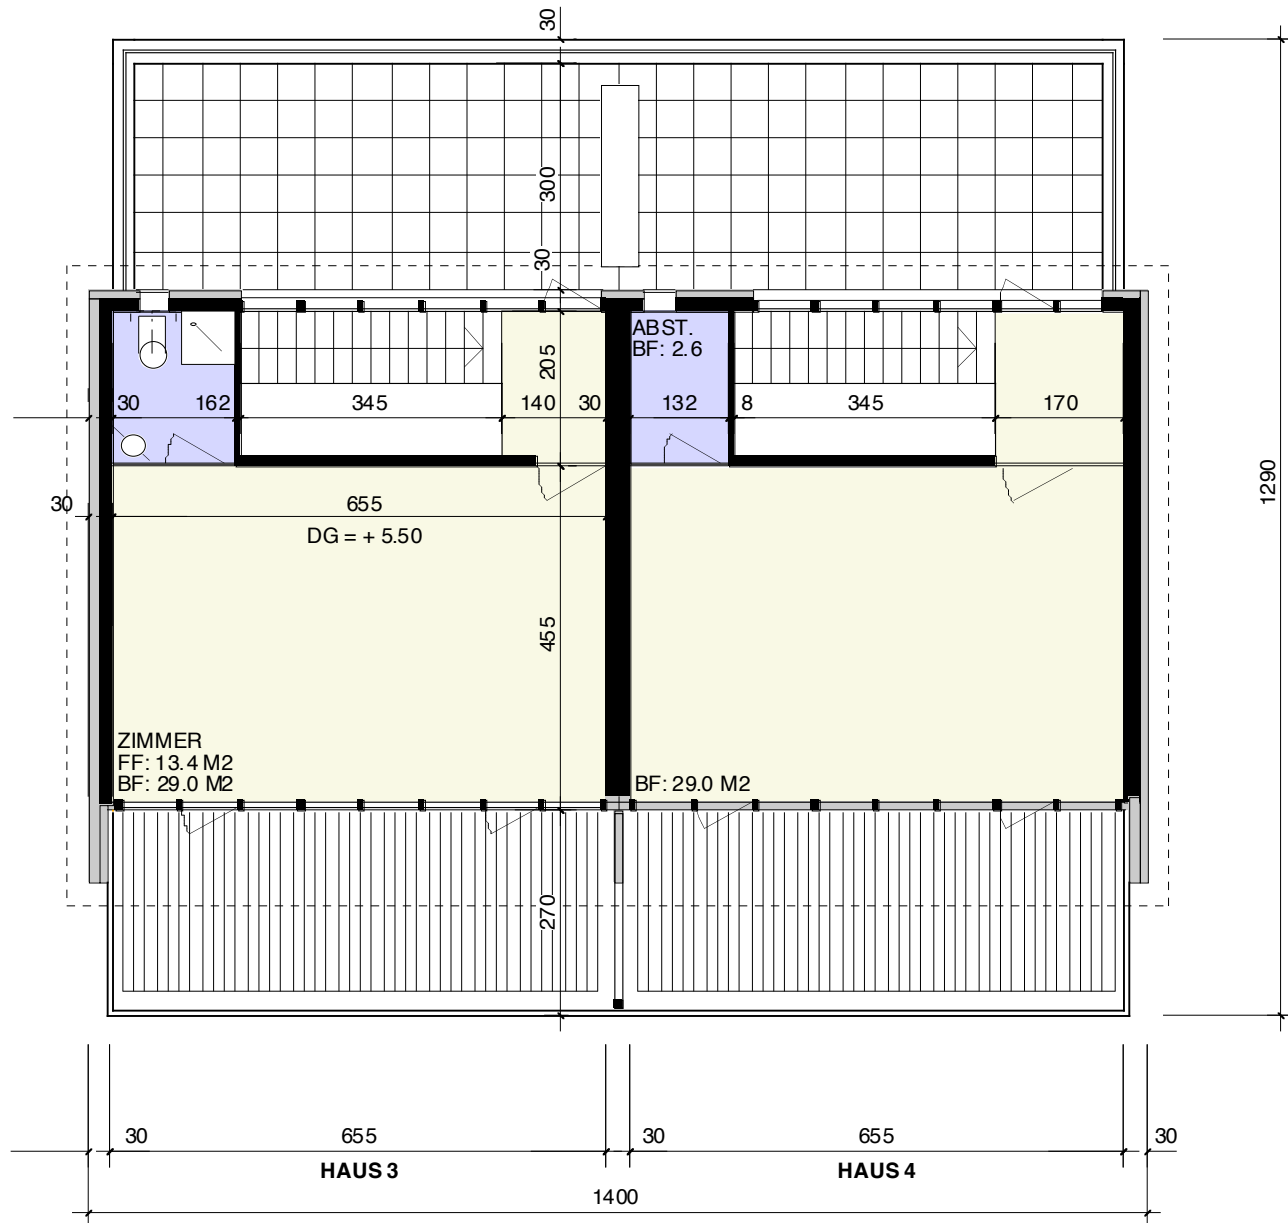 30
300
30
ABST.
BF: 2.6
205
30 162 345 140 30 132 8 345 170
1290
30 655
DG = + 5.50
455
ZIMMER
FF: 13.4 M2
BF: 29.0 M2
BF: 29.0 M2
270
30 655 30 655 30
HAUS 3 HAUS 4
1400